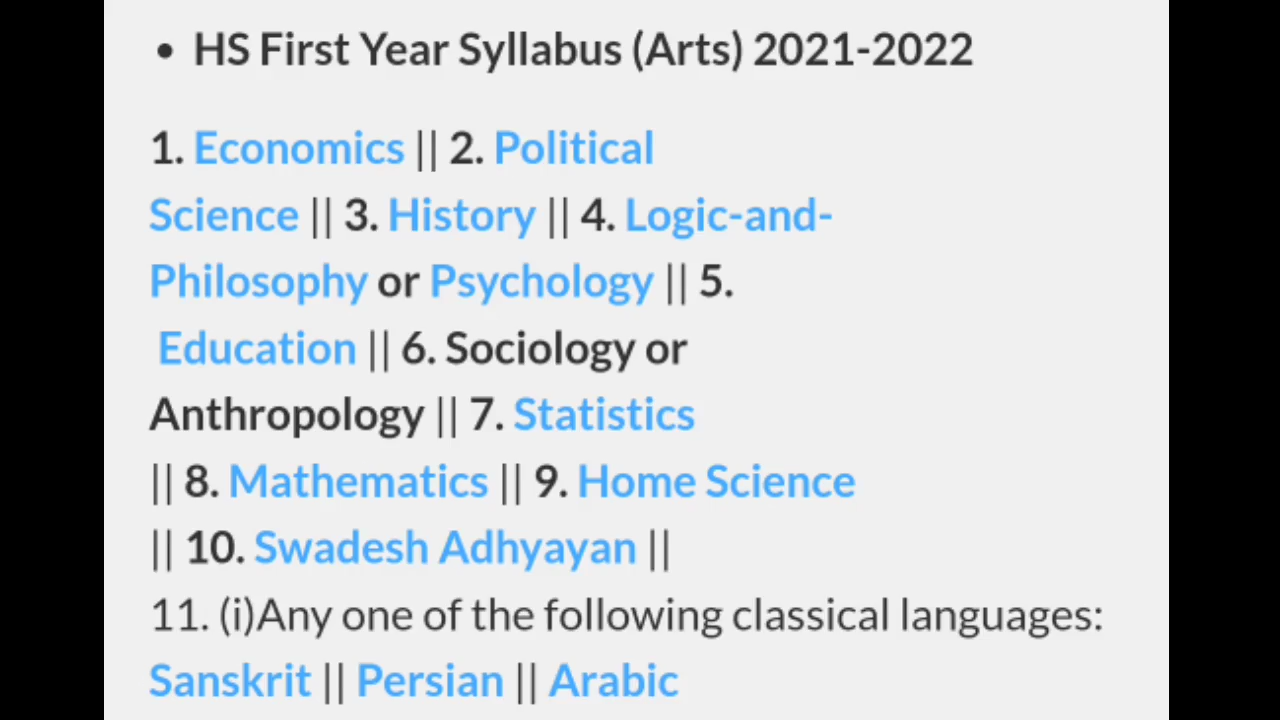 • HS First Year Syllabus (Arts) 2021-2022
1. Economics || 2. Political
Science || 3. History || 4. Logic-and-
Philosophy or Psychology || 5.
Education || 6. Sociology or
Anthropology || 7. Statistics
|| 8. Mathematics || 9. Home Science
|| 10. Swadesh Adhyayan ||
11. (i)Any one of the following classical languages:
Sanskrit || Persian || Arabic